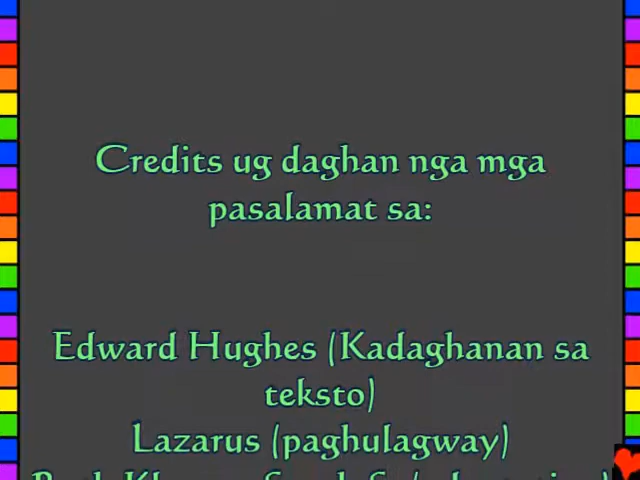 Credits ug daghan nga mga
pasalamat sa:
Edward Hughes (Kadaghanan sa
teksto)
Lazarus (paghulagway)